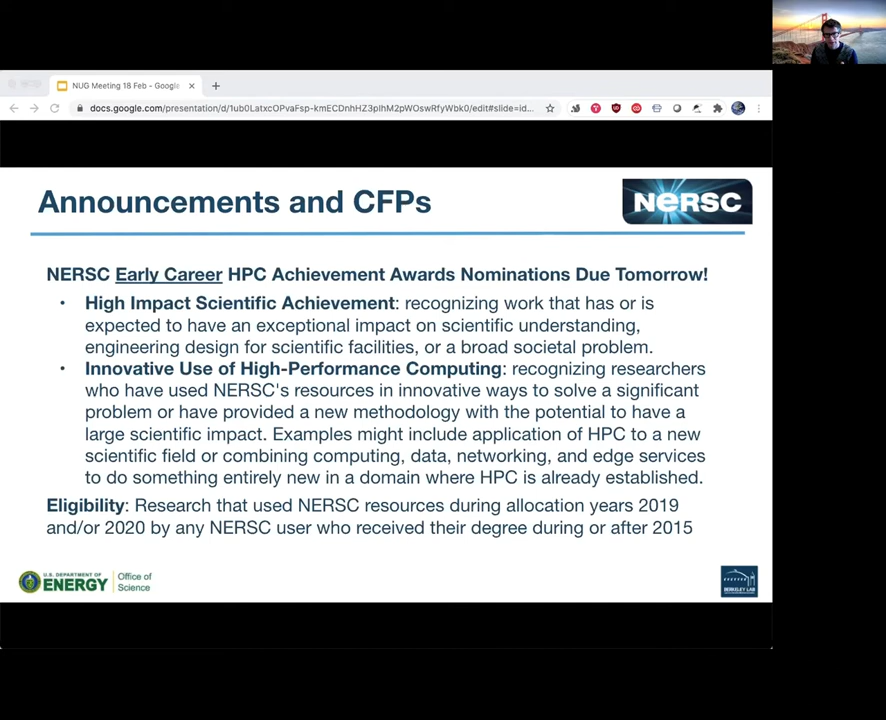 NUG Meeting 18 Feb - Google
docs.google.com/presentation/d/1ub0LatxcOPvaFsp-kmECDnhHZ3pIhM2pWOswRfyWbk0/edit#slide=id...
Announcements and CFPs
NERSC
NERSC Early Career HPC Achievement Awards Nominations Due Tomorrow!
• High Impact Scientific Achievement: recognizing work that has or is
expected to have an exceptional impact on scientific understanding,
engineering design for scientific facilities, or a broad societal problem.
• Innovative Use of High-Performance Computing: recognizing researchers
who have used NERSC's resources in innovative ways to solve a significant
problem or have provided a new methodology with the potential to have a
large scientific impact. Examples might include application of HPC to a new
scientific field or combining computing, data, networking, and edge services
to do something entirely new in a domain where HPC is already established.
Eligibility: Research that used NERSC resources during allocation years 2019
and/or 2020 by any NERSC user who received their degree during or after 2015
U.S. DEPARTMENT OF
ENERGY
Office of
Science
BERKELEY LAB